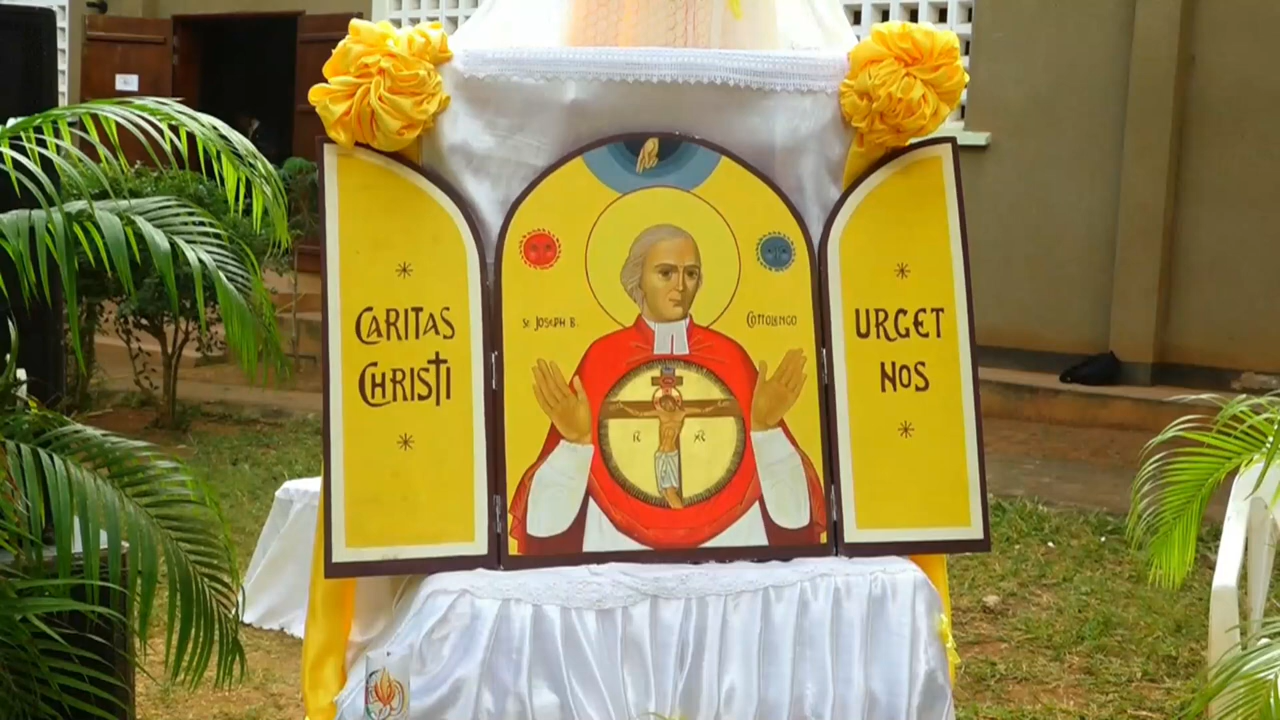 CARITAS
CHRISTI
St JOSEPH B. COTTOLENGO
URGET
NOS